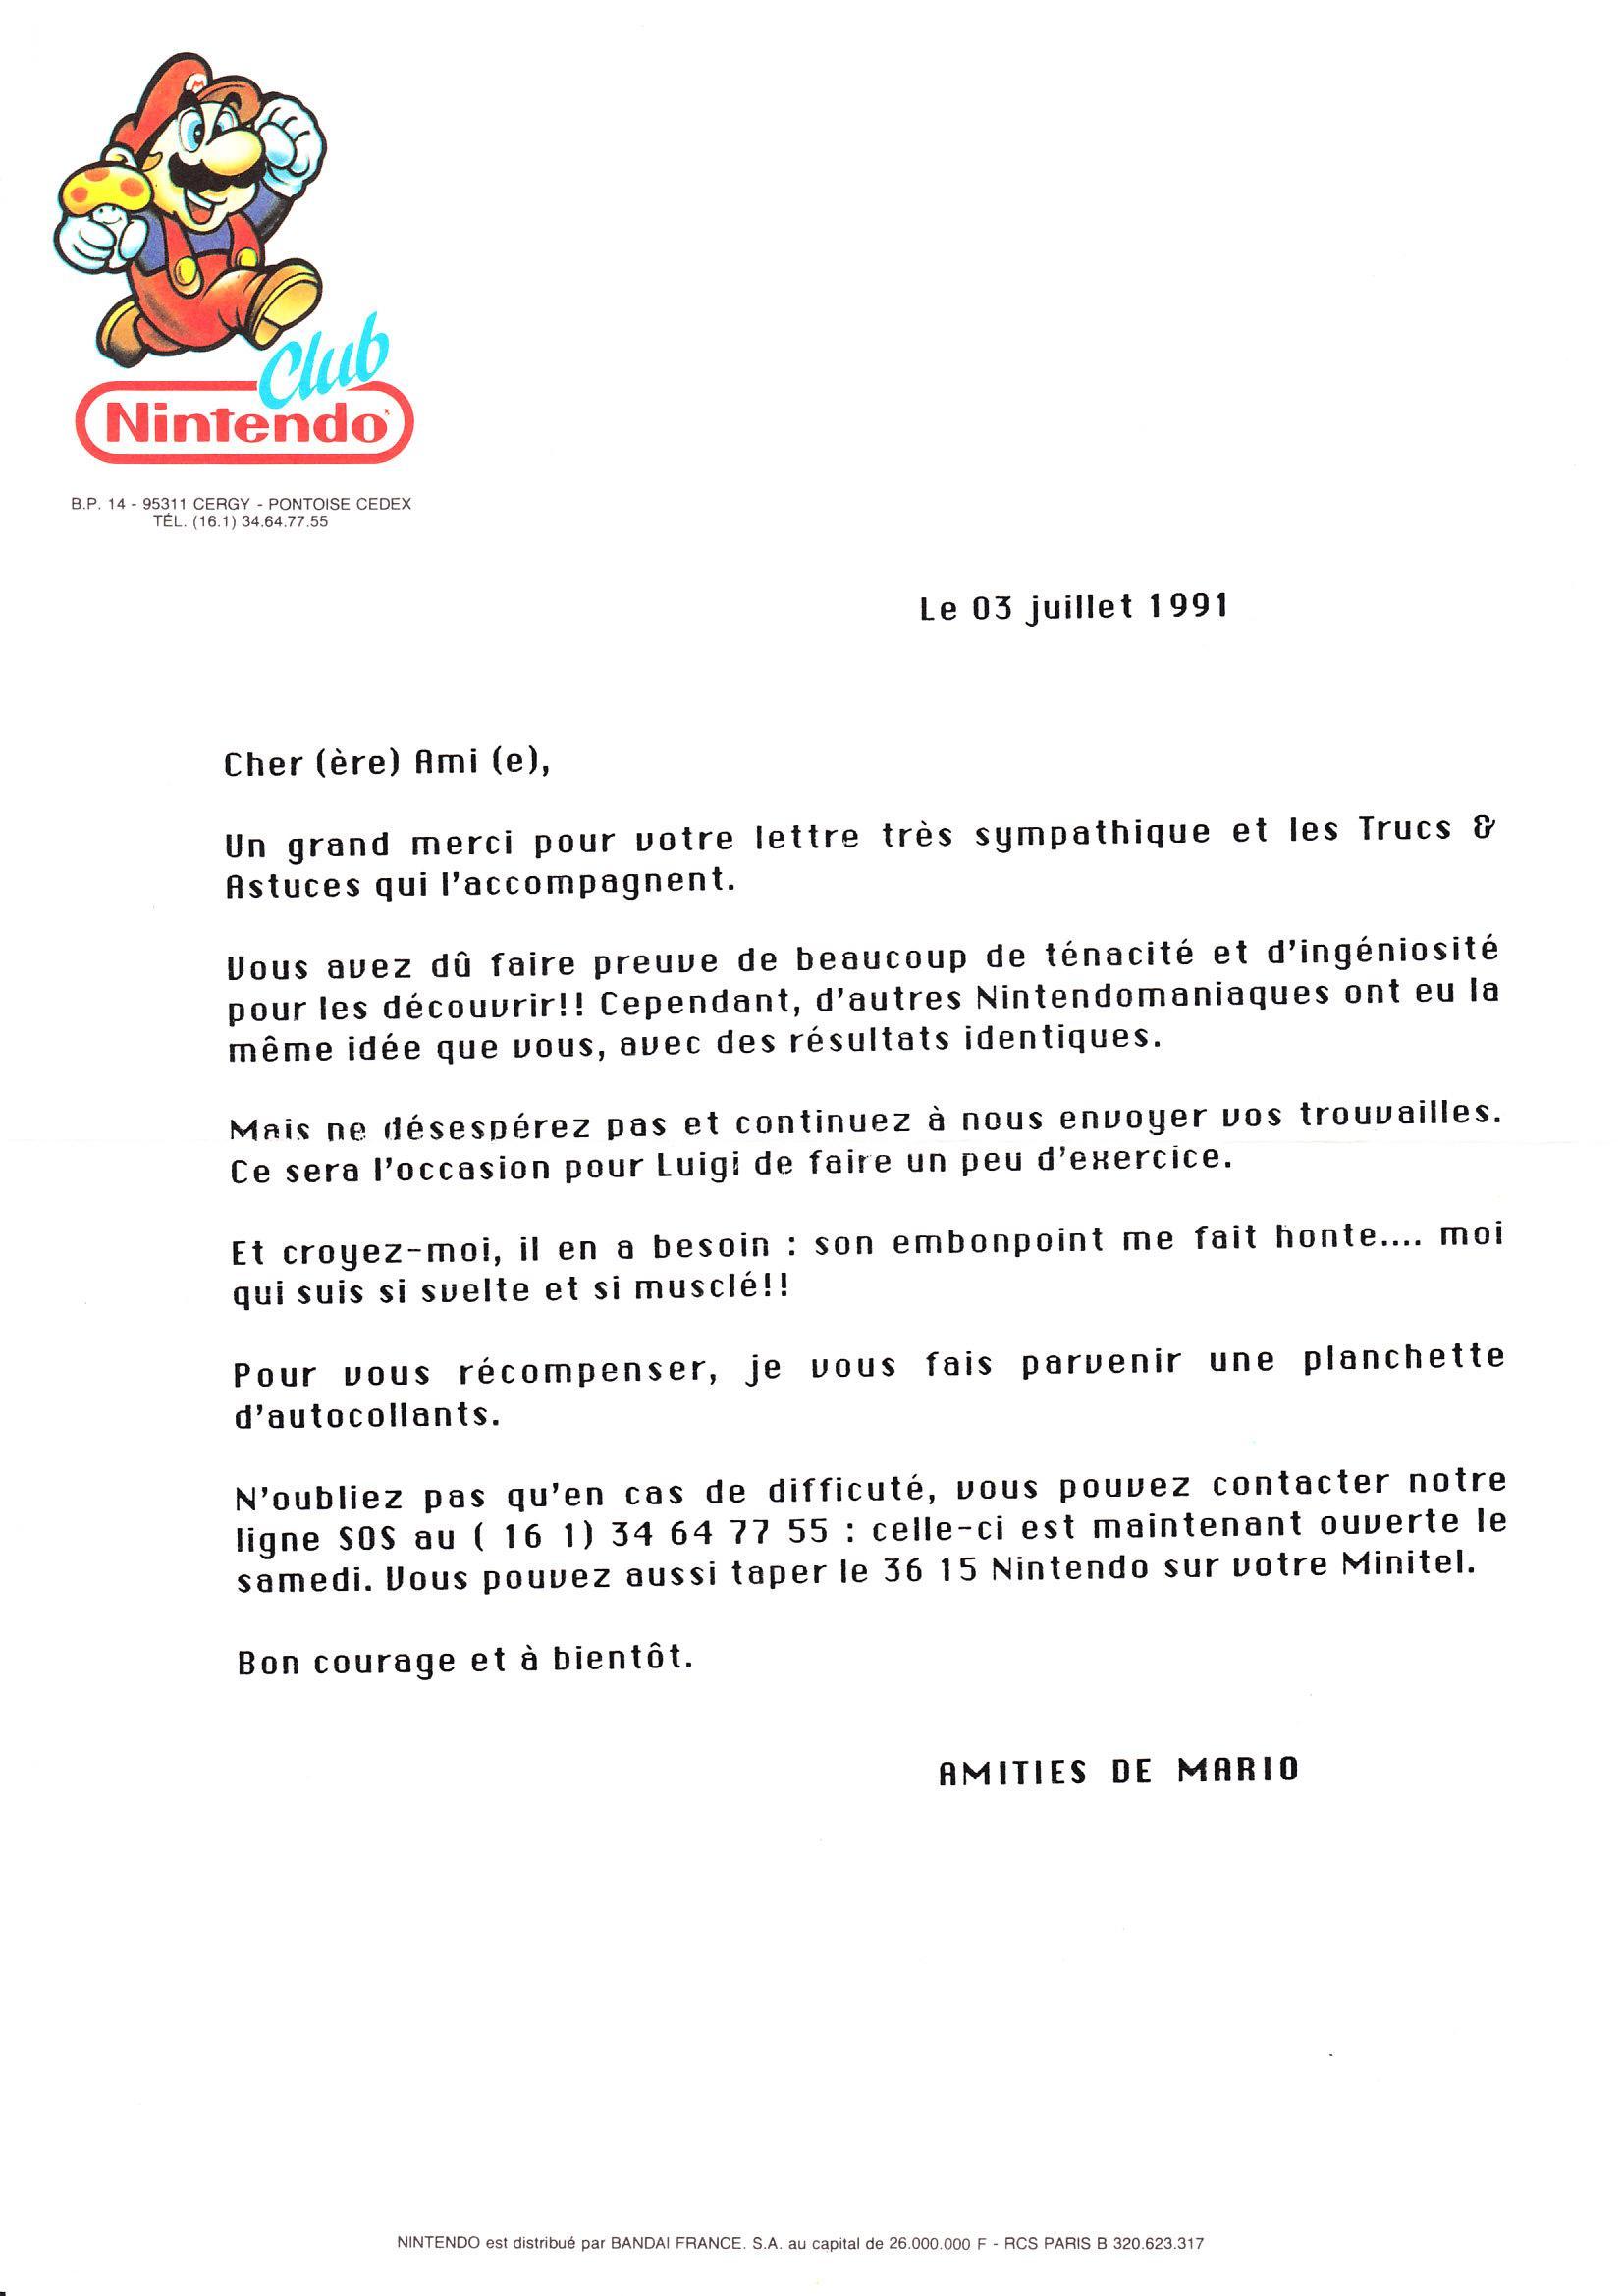 M
Club
Nintendo
B.P. 14 - 95311 CERGY - PONTOISE CEDEX
TÉL. (16.1) 34.64.77.55
Le 03 juillet 1991
Cher (ère) Ami (e),
Un grand merci pour votre lettre très sympathique et les Trucs &
Astuces qui l'accompagnent.
Vous avez dû faire preuve de beaucoup de ténacité et d'ingéniosité
pour les découvrir!! Cependant, d'autres Nintendomaniaques ont eu la
même idée que vous, avec des résultats identiques.
Mais ne désespérez pas et continuez à nous envoyer vos trouvailles.
Ce sera l'occasion pour Luigi de faire un peu d'exercice.
Et croyez-moi, il en a besoin : son embonpoint me fait honte.... moi
qui suis si svelte et si musclé!!
Pour vous récompenser, je vous fais parvenir une planchette
d'autocollants.
N'oubliez pas qu'en cas de difficuté, vous pouvez contacter notre
ligne SOS au ( 16 1) 34 64 77 55 : celle-ci est maintenant ouverte le
samedi. Vous pouvez aussi taper le 36 15 Nintendo sur votre Minitel.
Bon courage et à bientôt.
AMITIES DE MARIO
NINTENDO est distribué par BANDAI FRANCE. S.A. au capital de 26.000.000 F - RCS PARIS B 320.623.317